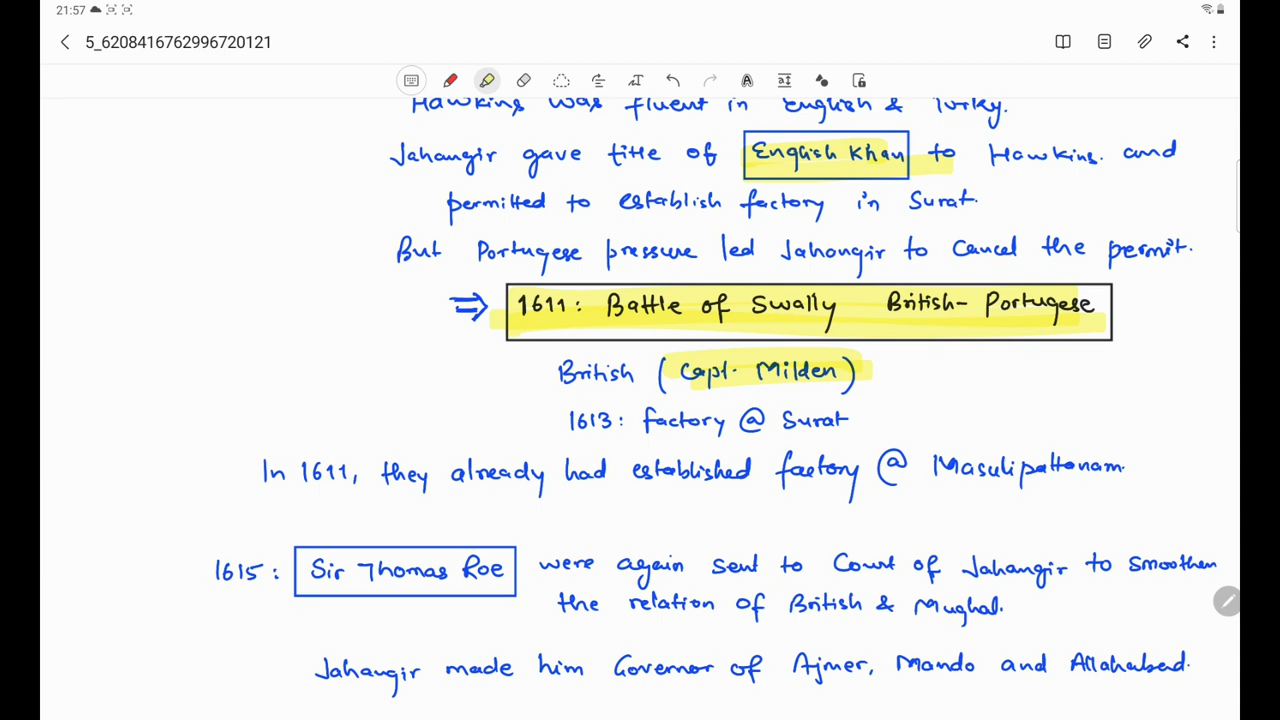 21:57
5_6208416762996720121
Hawkins was fluent in English & Turky.
Jahangir gave title of English Khan to Hawkins. and
permitted to establish factory in Surat.
But Portugese pressure led Jahangir to cancel the permit.
⇒ 1611: Battle of Swally British-Portugese
British (Capt. Milden)
1613: factory @ Surat
In 1611, they already had established factory @ Masulipattanam.
1615: Sir Thomas Roe were again sent to Court of Jahangir to smoothen
the relation of British & Mughal.
Jahangir made him Governor of Ajmer, Mando and Allahabad.